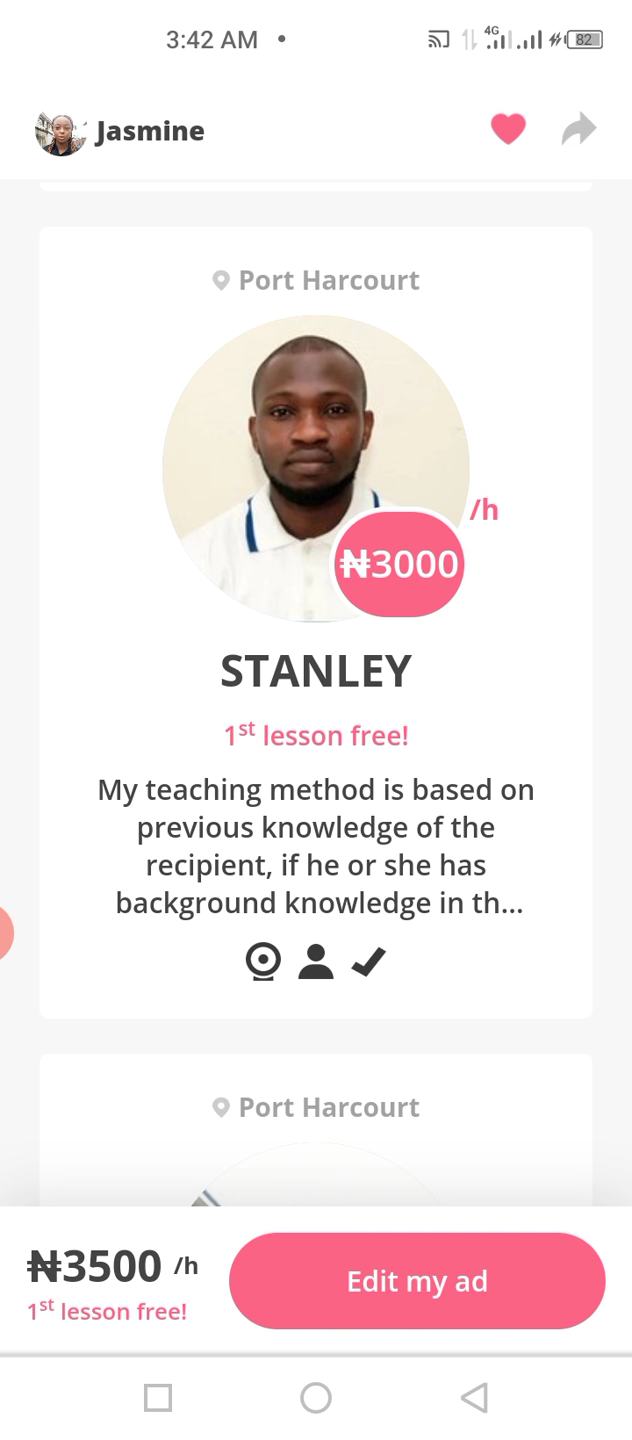 3:42 AM
4G
82
Jasmine
Port Harcourt
/h
₦3000
STANLEY
1st lesson free!
My teaching method is based on
previous knowledge of the
recipient, if he or she has
background knowledge in th...
Port Harcourt
₦3500 /h
1st lesson free!
Edit my ad